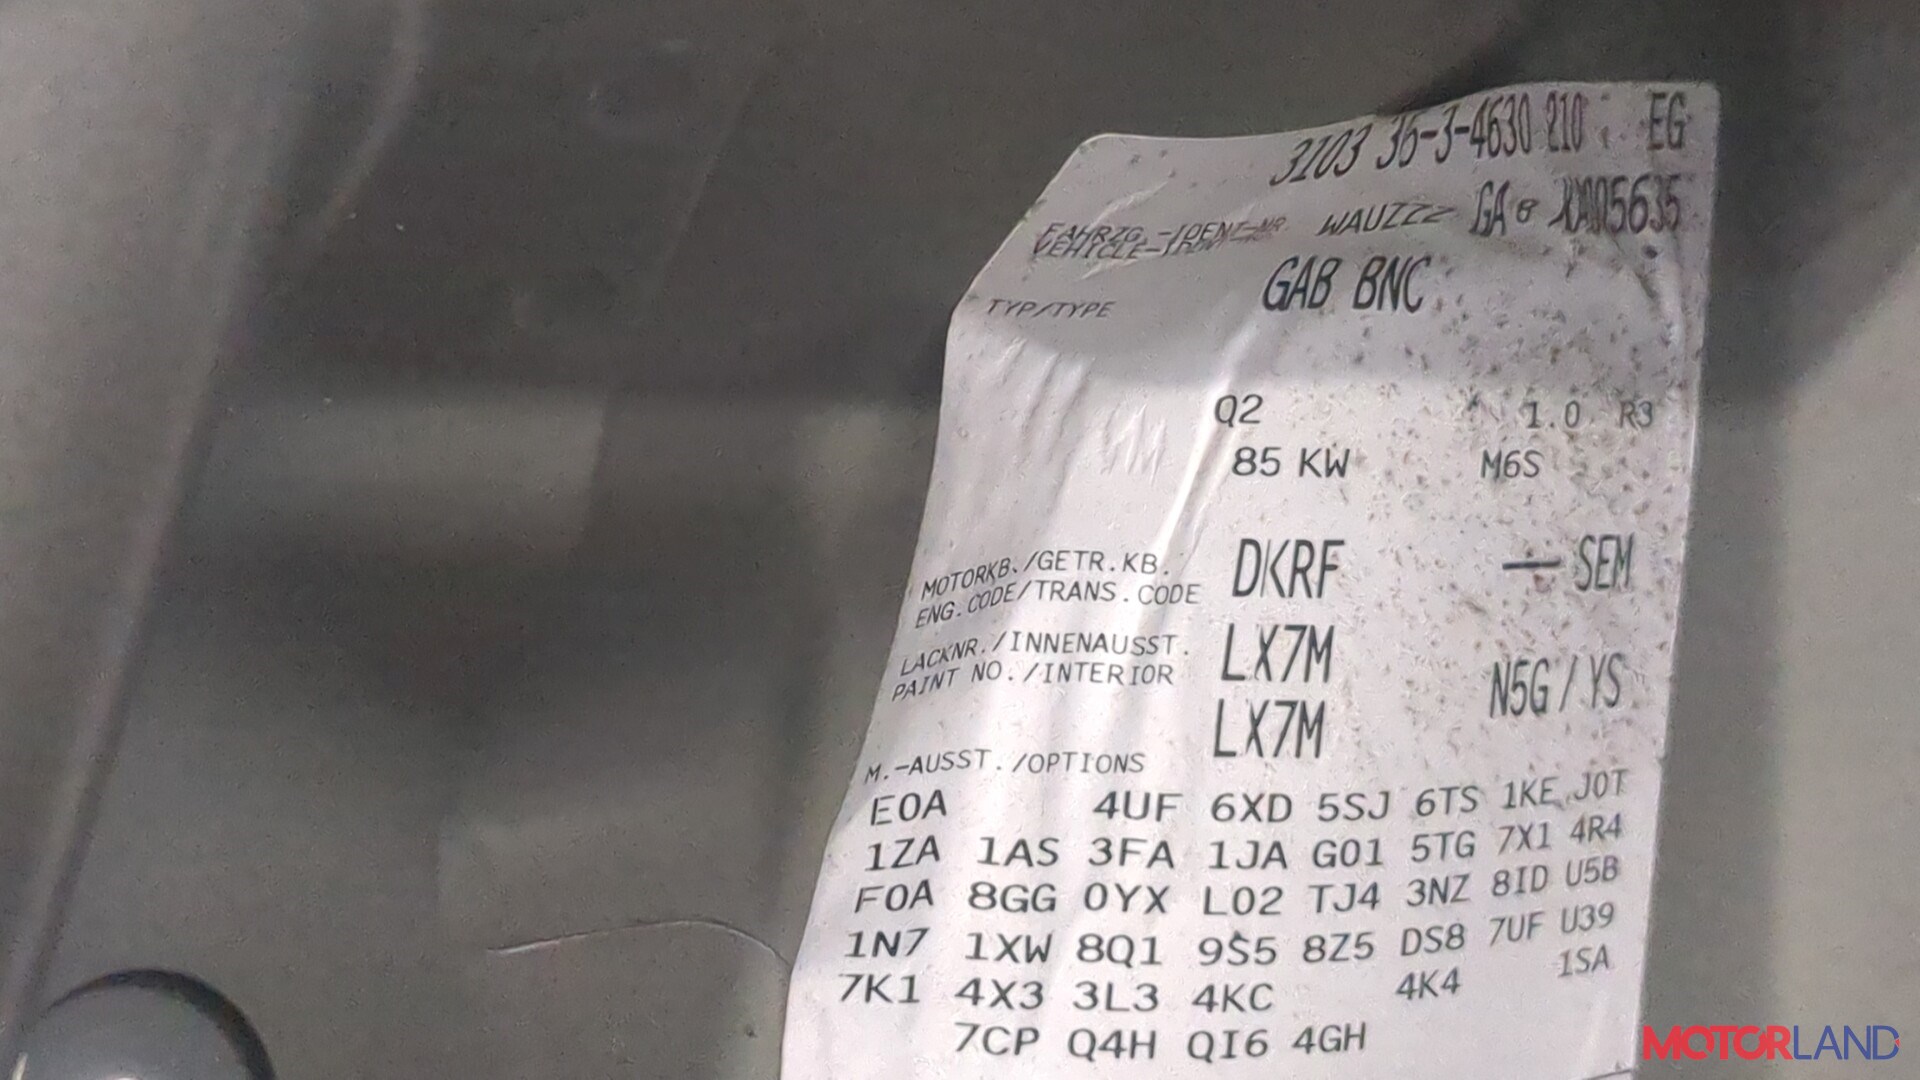 3103 36-3-4630 210 EG
FAHRZG.-IDENT-NR. WAUZZZ
VEHICLE-IDENT
TYP/TYPE GAB BNC
Q2 1.0 R3
85 KW M6S
MOTORKB./GETR.KB.
ENG.CODE/TRANS.CODE DKRF — SEM
LACKNR./INNENAUSST.
PAINT NO./INTERIOR LX7M N5G / YS
LX7M
M.-AUSST./OPTIONS
E0A 4UF 6XD 5SJ 6TS 1KE J0T
1ZA 1AS 3FA 1JA G01 5TG 7X1 4R4
F0A 8GG 0YX L02 TJ4 3NZ 8ID U5B
1N7 1XW 8Q1 9S5 8Z5 DS8 7UF U39
7K1 4X3 3L3 4KC 4K4 1SA
7CP Q4H QI6 4GH
MOTORLAND